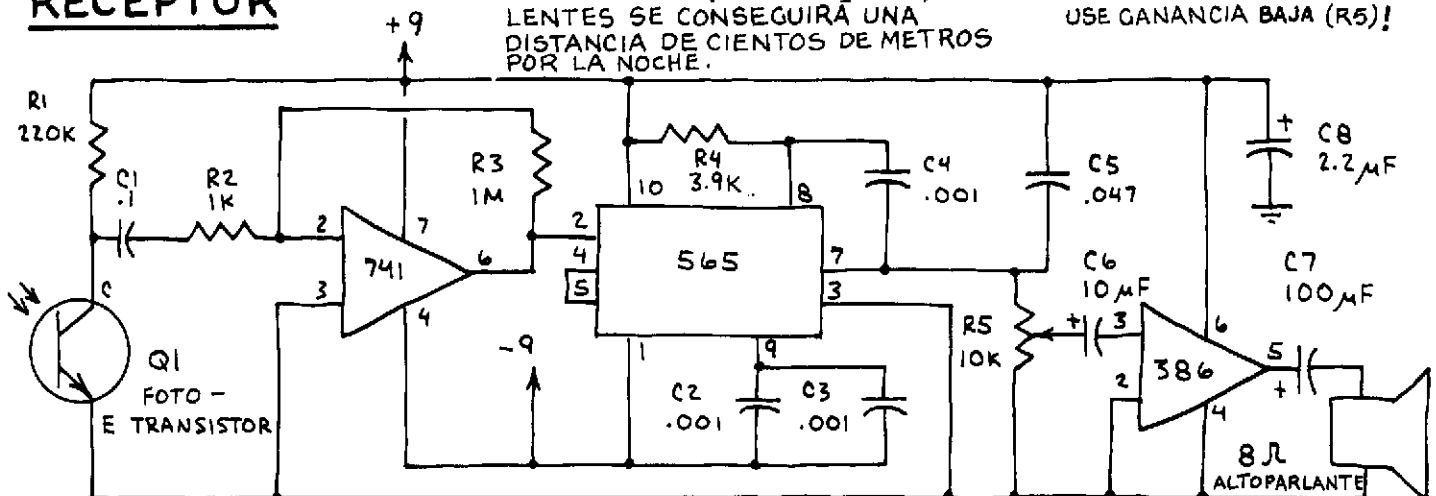 RECEPTOR
LENTES SE CONSEGUIRÁ UNA
DISTANCIA DE CIENTOS DE METROS
POR LA NOCHE.
USE GANANCIA BAJA (R5)!
+9
R1
220K
C1
.1
R2
1K
R3
1M
R4
3.9K
C4
.001
C5
.047
+
C8
2.2µF
2
7
741
6
3
4
10
8
2
4
5
565
7
3
1
9
C
Q1
FOTO-
E TRANSISTOR
-9
C2
.001
C3
.001
R5
10K
C6
10µF
+
3
6
386
2
5
4
+
C7
100µF
8Ω
ALTOPARLANTE